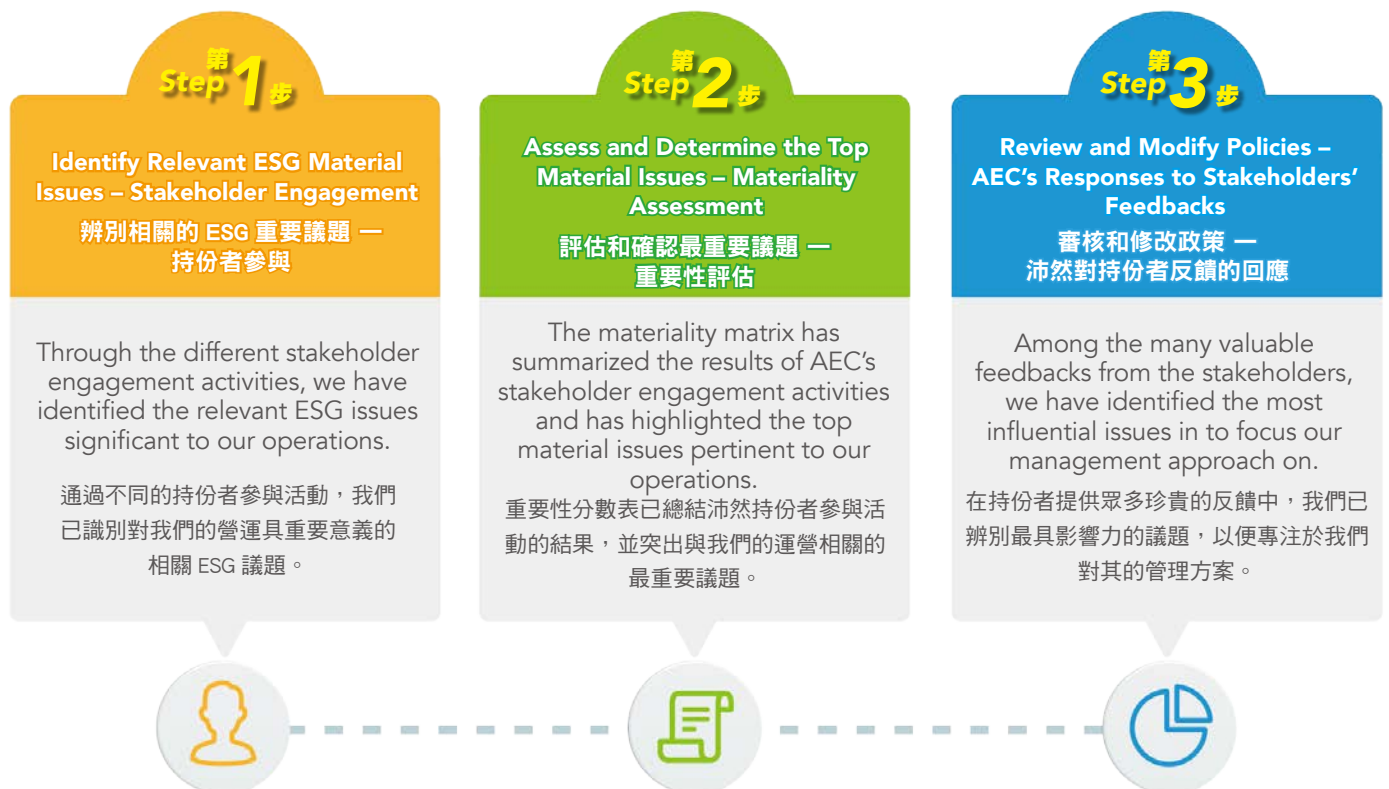 第
Step 1 步
Identify Relevant ESG Material
Issues – Stakeholder Engagement
辨別相關的 ESG 重要議題 —
持份者參與
Through the different stakeholder
engagement activities, we have
identified the relevant ESG issues
significant to our operations.
通過不同的持份者參與活動，我們
已識別對我們的營運具重要意義的
相關 ESG 議題。
第
Step 2 步
Assess and Determine the Top
Material Issues – Materiality
Assessment
評估和確認最重要議題 —
重要性評估
The materiality matrix has
summarized the results of AEC’s
stakeholder engagement activities
and has highlighted the top
material issues pertinent to our
operations.
重要性分數表已總結沛然持份者參與活
動的結果，並突出與我們的運營相關的
最重要議題。
第
Step 3 步
Review and Modify Policies –
AEC’s Responses to Stakeholders’
Feedbacks
審核和修改政策 —
沛然對持份者反饋的回應
Among the many valuable
feedbacks from the stakeholders,
we have identified the most
influential issues in to focus our
management approach on.
在持份者提供眾多珍貴的反饋中，我們已
辨別最具影響力的議題，以便專注於我們
對其的管理方案。